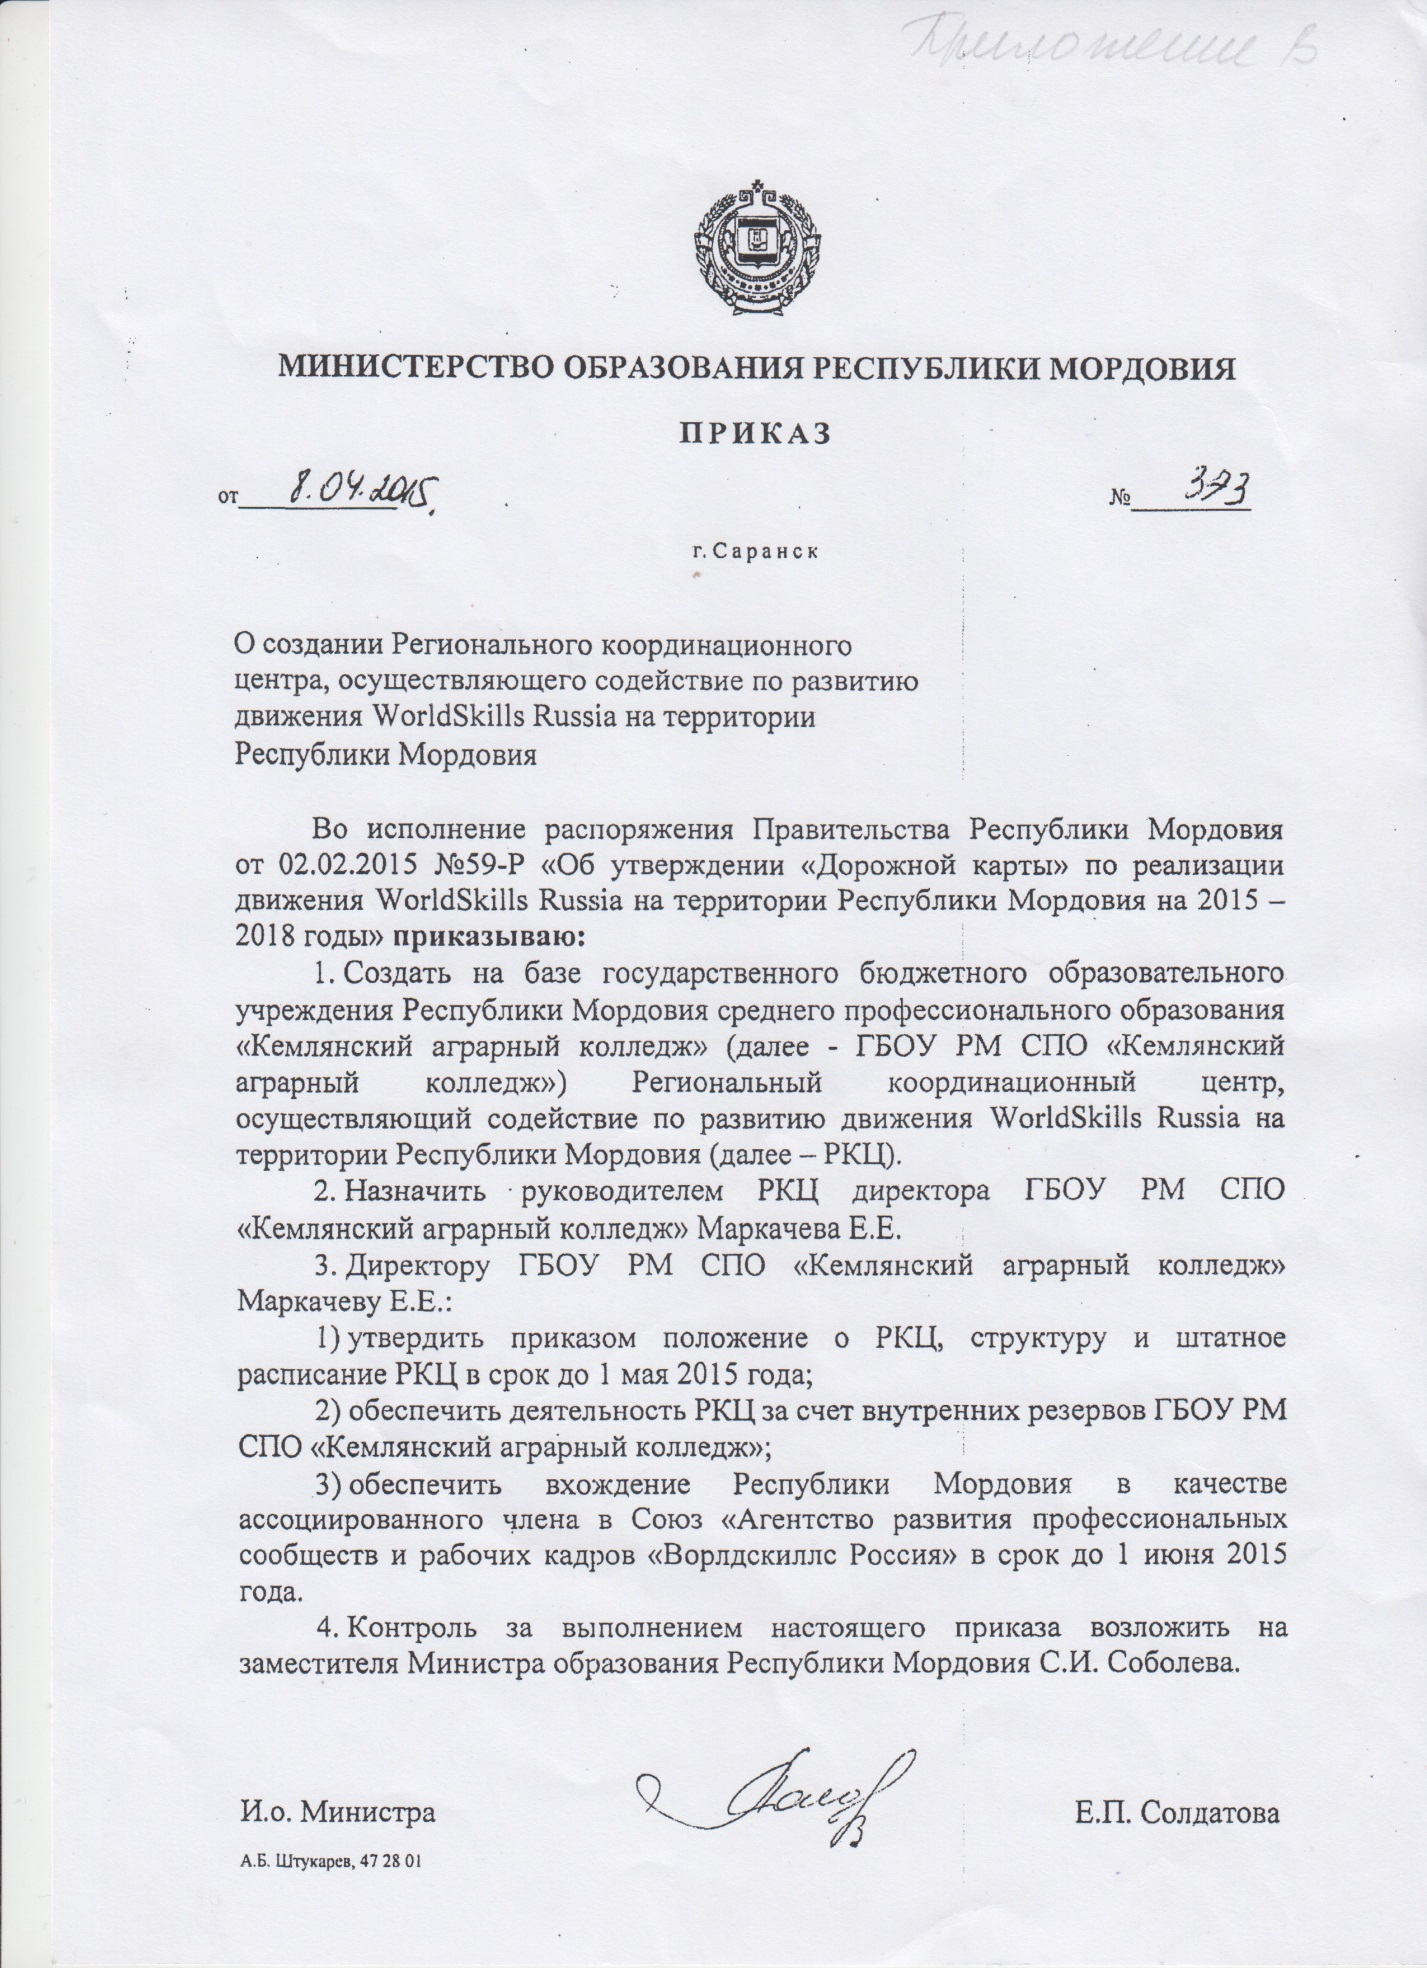 Приложение В
МИНИСТЕРСТВО ОБРАЗОВАНИЯ РЕСПУБЛИКИ МОРДОВИЯ
ПРИКАЗ
от 8.04.2015. № 373
г. Саранск
О создании Регионального координационного
центра, осуществляющего содействие по развитию
движения WorldSkills Russia на территории
Республики Мордовия
Во исполнение распоряжения Правительства Республики Мордовия
от 02.02.2015 №59-Р «Об утверждении «Дорожной карты» по реализации
движения WorldSkills Russia на территории Республики Мордовия на 2015 –
2018 годы» приказываю:
1. Создать на базе государственного бюджетного образовательного
учреждения Республики Мордовия среднего профессионального образования
«Кемлянский аграрный колледж» (далее - ГБОУ РМ СПО «Кемлянский
аграрный колледж») Региональный координационный центр,
осуществляющий содействие по развитию движения WorldSkills Russia на
территории Республики Мордовия (далее – РКЦ).
2. Назначить руководителем РКЦ директора ГБОУ РМ СПО
«Кемлянский аграрный колледж» Маркачева Е.Е.
3. Директору ГБОУ РМ СПО «Кемлянский аграрный колледж»
Маркачеву Е.Е.:
1) утвердить приказом положение о РКЦ, структуру и штатное
расписание РКЦ в срок до 1 мая 2015 года;
2) обеспечить деятельность РКЦ за счет внутренних резервов ГБОУ РМ
СПО «Кемлянский аграрный колледж»;
3) обеспечить вхождение Республики Мордовия в качестве
ассоциированного члена в Союз «Агентство развития профессиональных
сообществ и рабочих кадров «Ворлдскиллс Россия» в срок до 1 июня 2015
года.
4. Контроль за выполнением настоящего приказа возложить на
заместителя Министра образования Республики Мордовия С.И. Соболева.
И.о. Министра Е.П. Солдатова
А.Б. Штукарев, 47 28 01